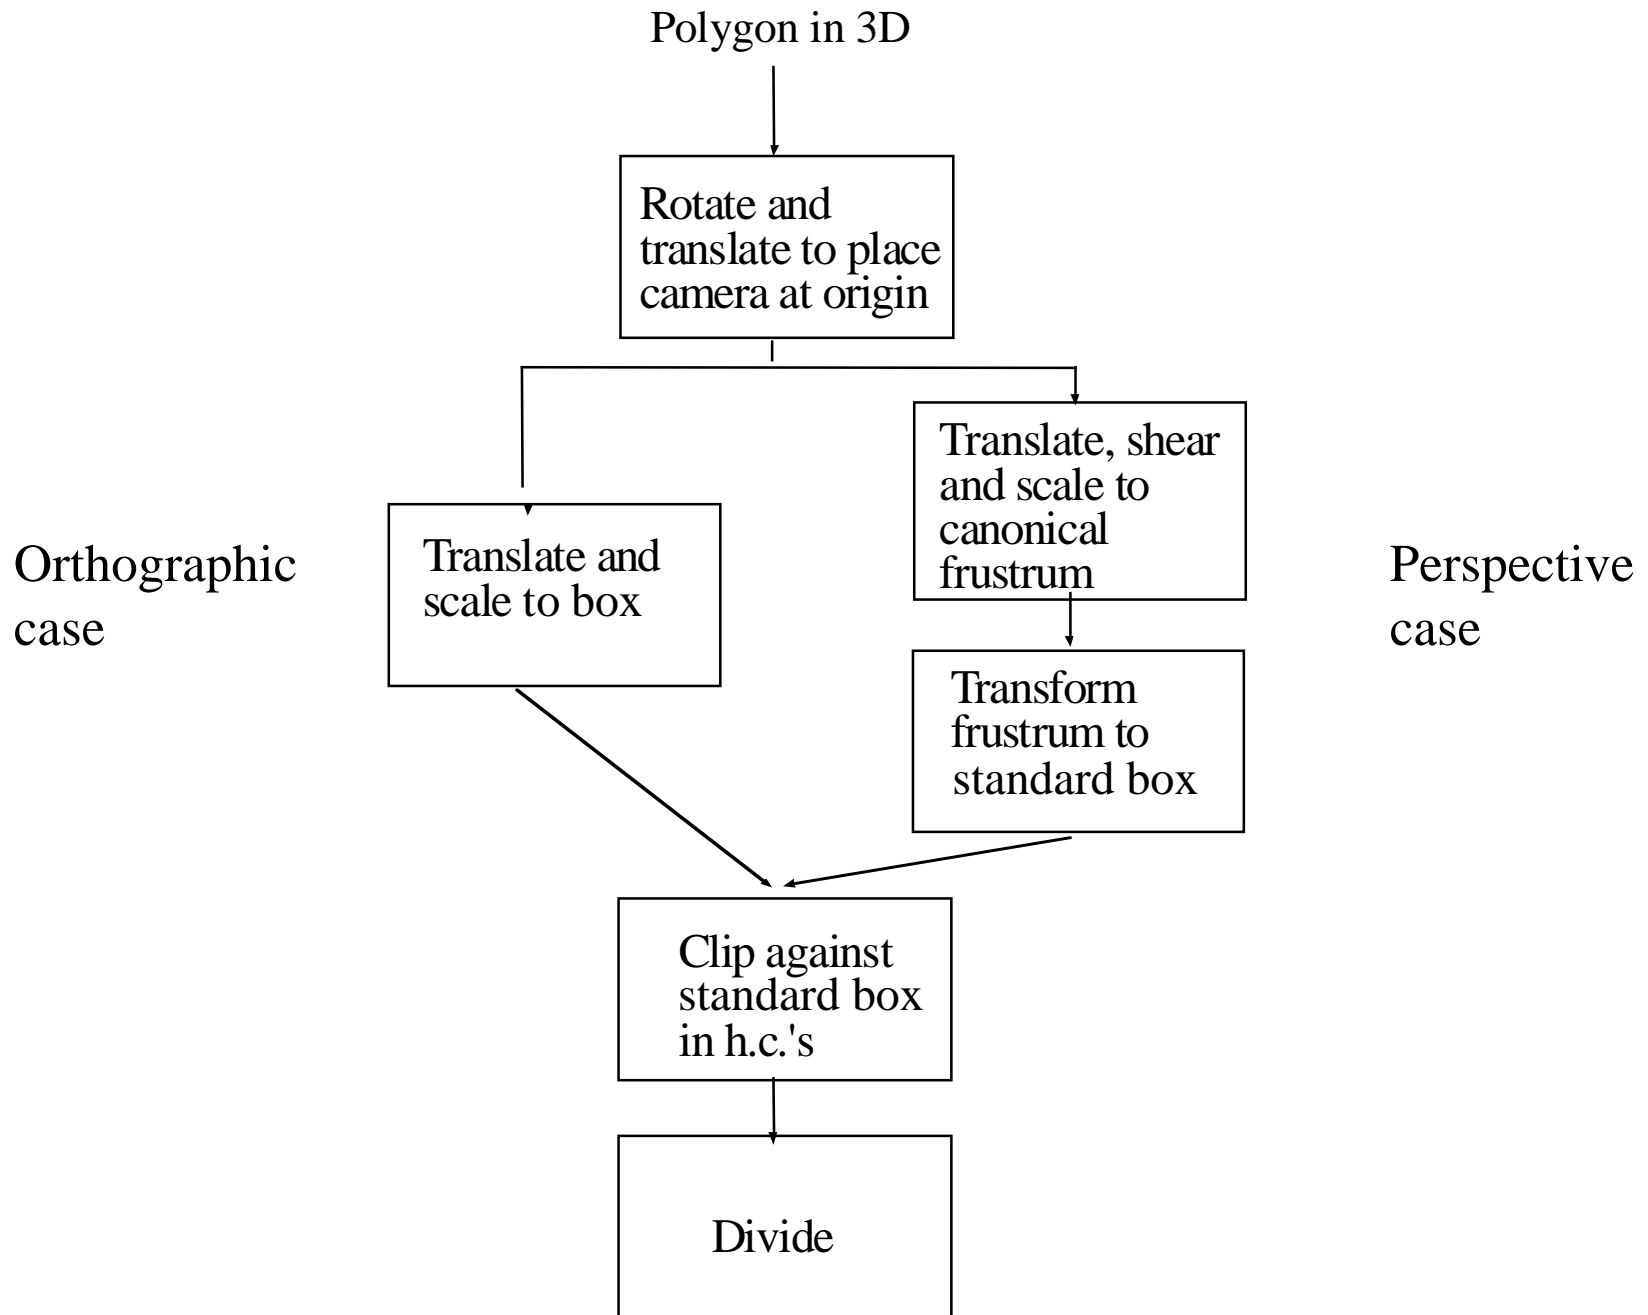 Polygon in 3D
Rotate and
translate to place
camera at origin
Translate, shear
and scale to
canonical
frustrum
Orthographic
case
Translate and
scale to box
Perspective
case
Transform
frustrum to
standard box
Clip against
standard box
in h.c.'s
Divide